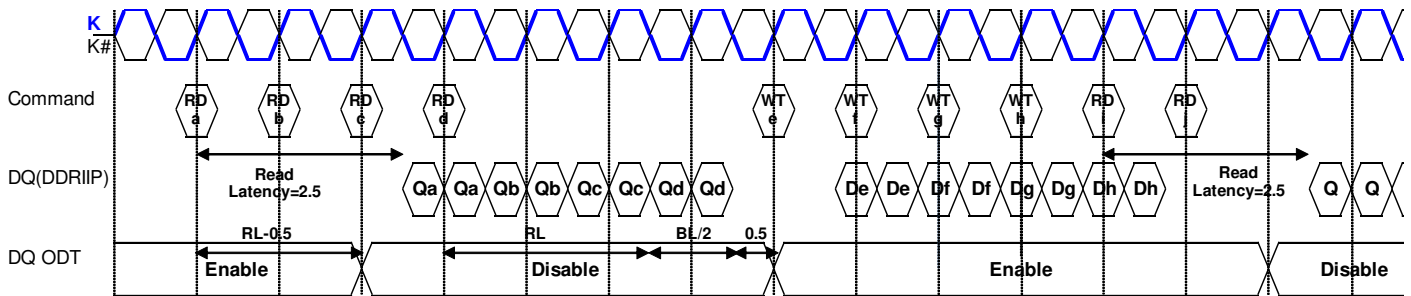 K
K#
Command RD a RD b RD c RD d WT e WT f WT g WT h RD i RD j
Read Latency=2.5
Read Latency=2.5
DQ(DDRIIP) Qa Qa Qb Qb Qc Qc Qd Qd De De Df Df Dg Dg Dh Dh Q Q
RL-0.5 RL BL/2 0.5
DQ ODT Enable Disable Enable Disable